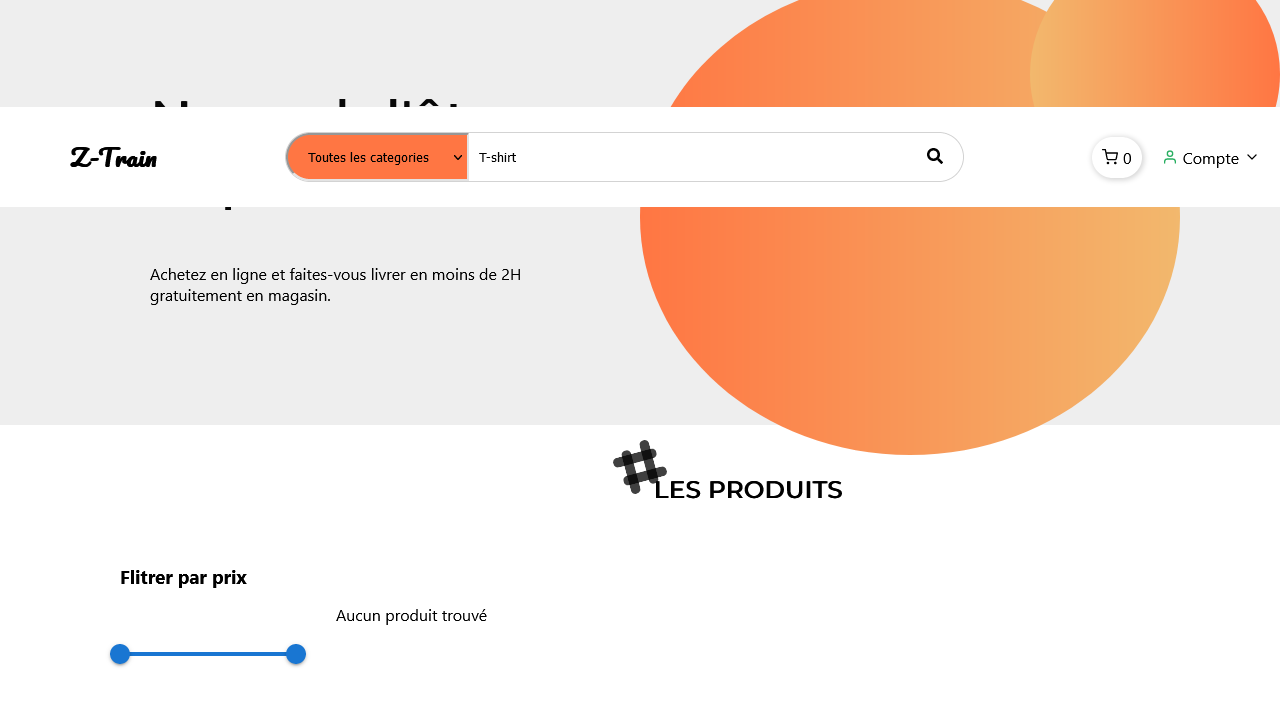 Z-Train
Toutes les categories
T-shirt
0
Compte
Achetez en ligne et faites-vous livrer en moins de 2H
gratuitement en magasin.
LES PRODUITS
Flitrer par prix
Aucun produit trouvé